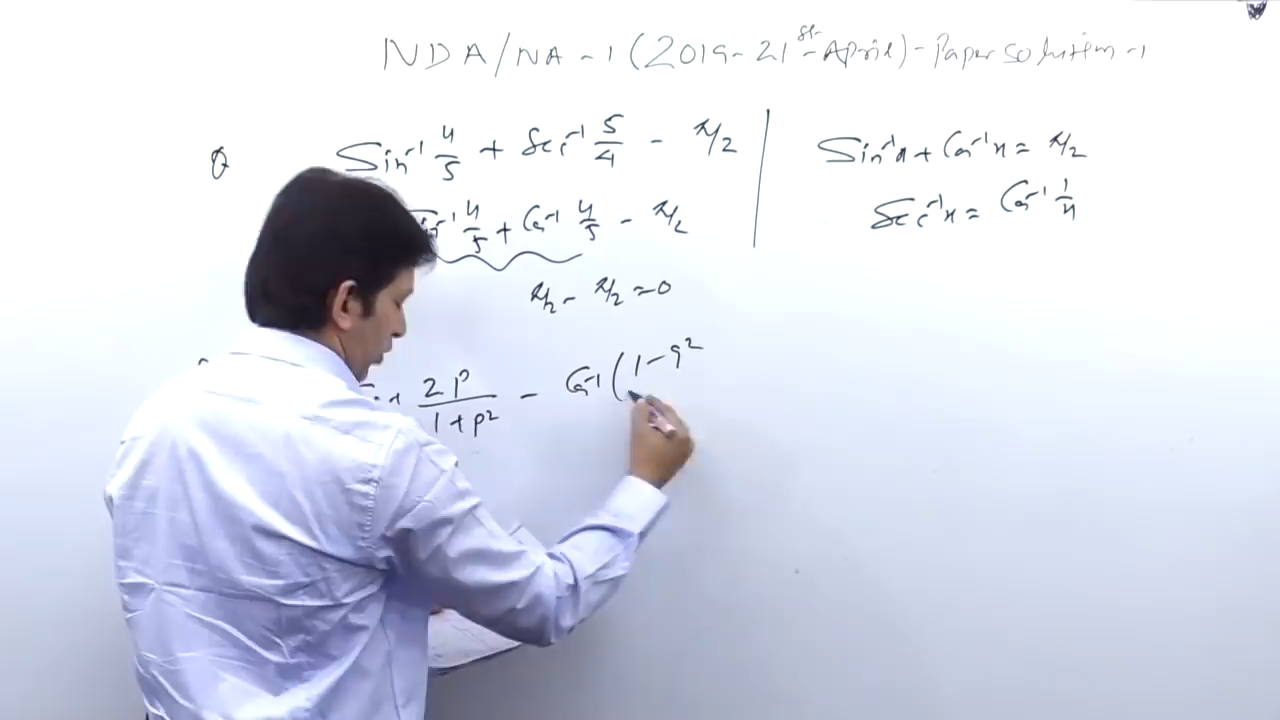 NDA/NA-1 (2019-21st-April)-Paper solution-1
Q Sin⁻¹ 4/5 + Sec⁻¹ 5/4 - π/2
Sin⁻¹ 4/5 + Cos⁻¹ 4/5 - π/2
π/2 - π/2 = 0
2p/(1+p²) - Cos⁻¹ (1-q²
Sin⁻¹x + Cos⁻¹x = π/2
Sec⁻¹x = Cos⁻¹ 1/x